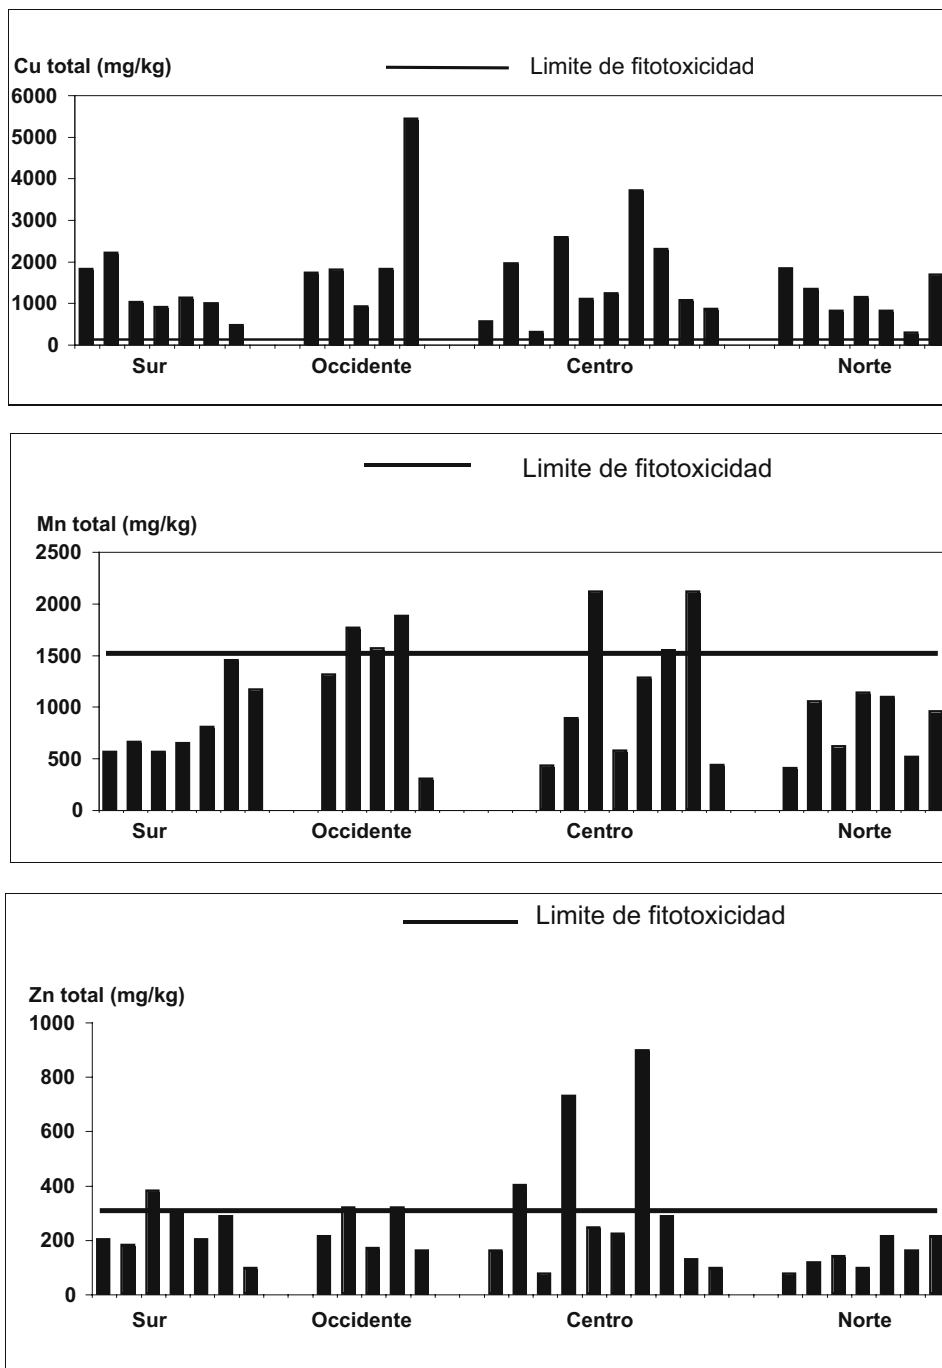 Cu total (mg/kg)
Limite de fitotoxicidad
6000
5000
4000
3000
2000
1000
0
Sur Occidente Centro Norte
Limite de fitotoxicidad
Mn total (mg/kg)
2500
2000
1500
1000
500
0
Sur Occidente Centro Norte
Limite de fitotoxicidad
Zn total (mg/kg)
1000
800
600
400
200
0
Sur Occidente Centro Norte